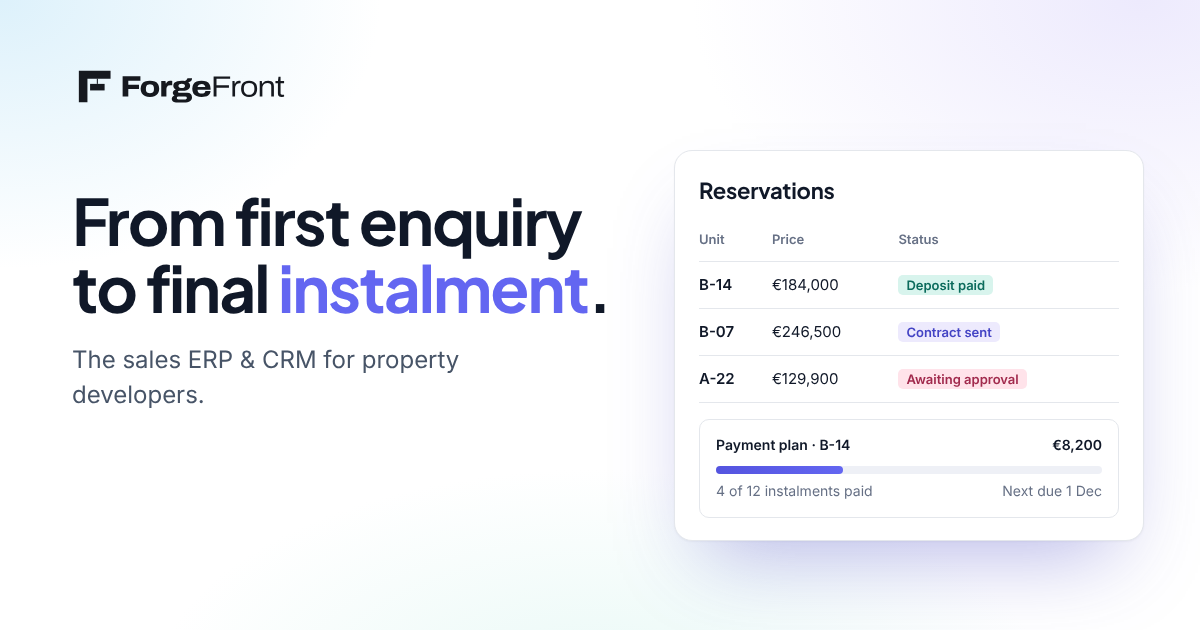 ForgeFront
From first enquiry
to final instalment.
The sales ERP & CRM for property
developers.
Reservations
Unit Price Status
B-14 €184,000 Deposit paid
B-07 €246,500 Contract sent
A-22 €129,900 Awaiting approval
Payment plan · B-14 €8,200
4 of 12 instalments paid Next due 1 Dec